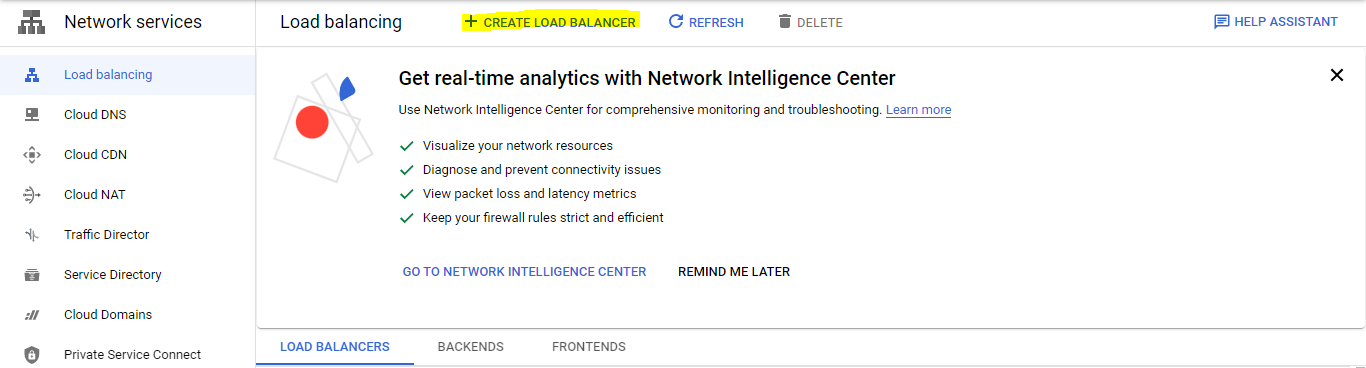 Network services
Load balancing
CREATE LOAD BALANCER
REFRESH
DELETE
HELP ASSISTANT
Load balancing
Cloud DNS
Cloud CDN
Cloud NAT
Traffic Director
Service Directory
Cloud Domains
Private Service Connect
Get real-time analytics with Network Intelligence Center
Use Network Intelligence Center for comprehensive monitoring and troubleshooting. Learn more
Visualize your network resources
Diagnose and prevent connectivity issues
View packet loss and latency metrics
Keep your firewall rules strict and efficient
GO TO NETWORK INTELLIGENCE CENTER
REMIND ME LATER
LOAD BALANCERS
BACKENDS
FRONTENDS